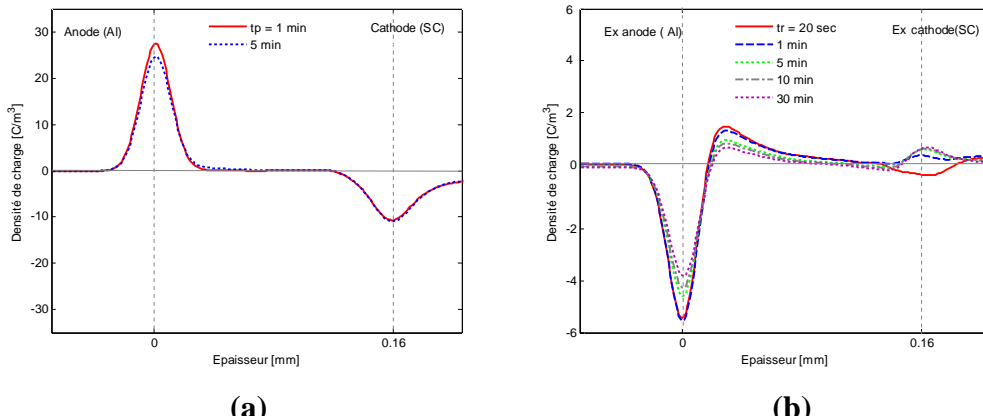 Anode (Al)
Cathode (SC)
tp = 1 min
5 min
30
20
10
0
-10
-20
-30
Densité de charge [C/m³]
0
0.16
Epaisseur [mm]
(a)
Ex anode ( Al)
Ex cathode(SC)
tr = 20 sec
1 min
5 min
10 min
30 min
6
4
2
0
-2
-4
-6
Densité de charge [C/m³]
0
0.16
Epaisseur [mm]
(b)